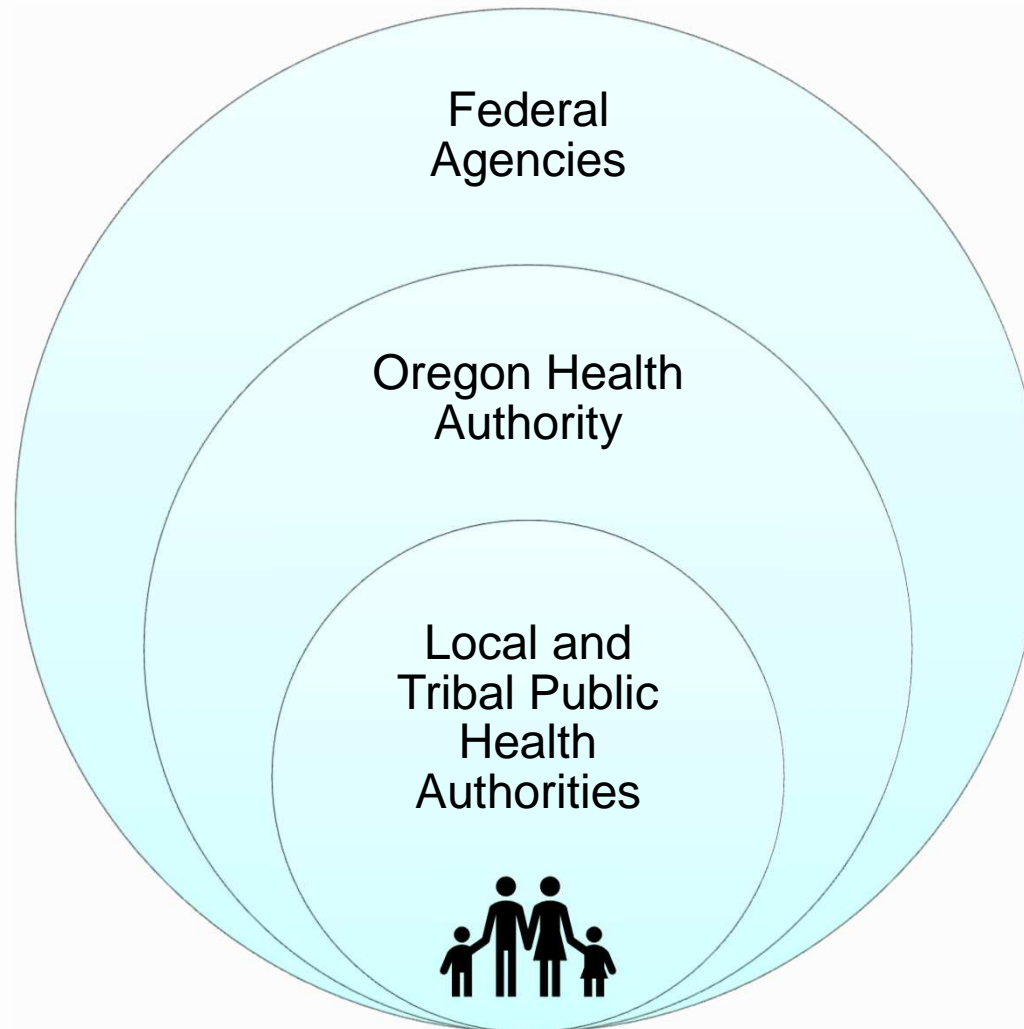 Federal
Agencies
Oregon Health
Authority
Local and
Tribal Public
Health
Authorities